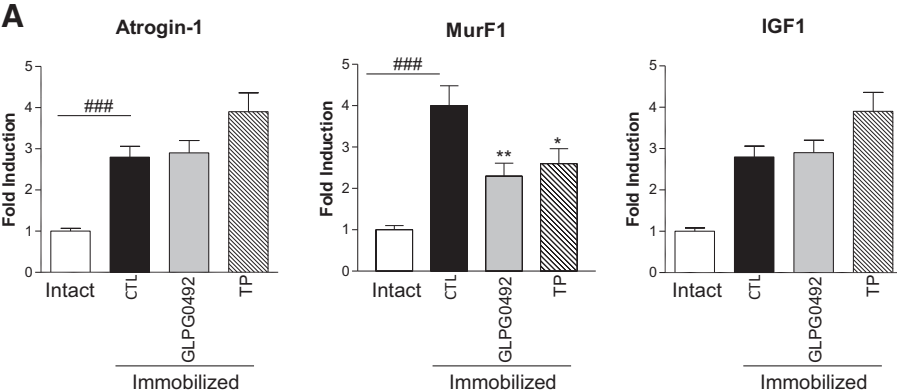 A
Atrogin-1
MurF1
IGF1
Fold Induction
5
4
3
2
1
0
###
Intact
CTL
GLPG0492
TP
Immobilized
Fold Induction
5
4
3
2
1
0
###
**
*
Intact
CTL
GLPG0492
TP
Immobilized
Fold Induction
5
4
3
2
1
0
Intact
CTL
GLPG0492
TP
Immobilized